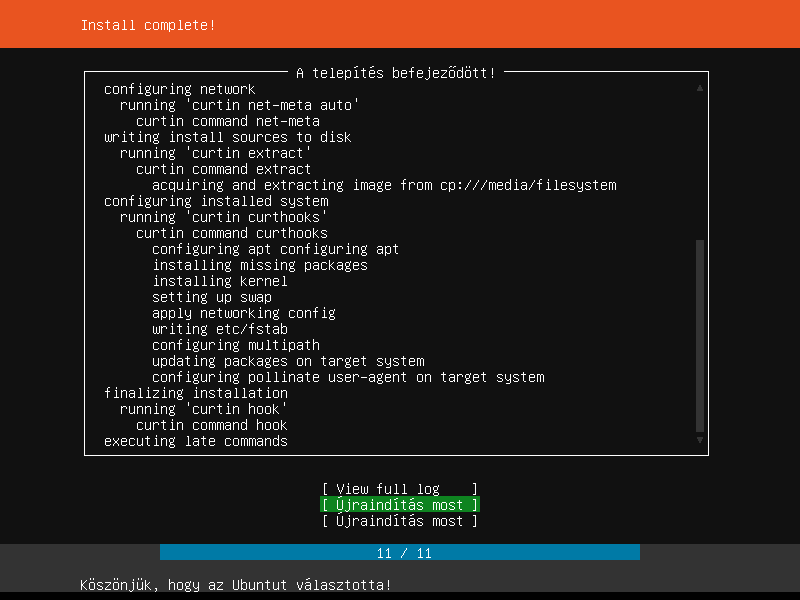 Install complete!
A telepítés befejeződött!
configuring network
running 'curtin net-meta auto'
curtin command net-meta
writing install sources to disk
running 'curtin extract'
curtin command extract
acquiring and extracting image from cp:///media/filesystem
configuring installed system
running 'curtin curthooks'
curtin command curthooks
configuring apt configuring apt
installing missing packages
installing kernel
setting up swap
apply networking config
writing etc/fstab
configuring multipath
updating packages on target system
configuring pollinate user-agent on target system
finalizing installation
running 'curtin hook'
curtin command hook
executing late commands
[ View full log ]
[ Újraindítás most ]
[ Újraindítás most ]
11 / 11
Köszönjük, hogy az Ubuntut választotta!